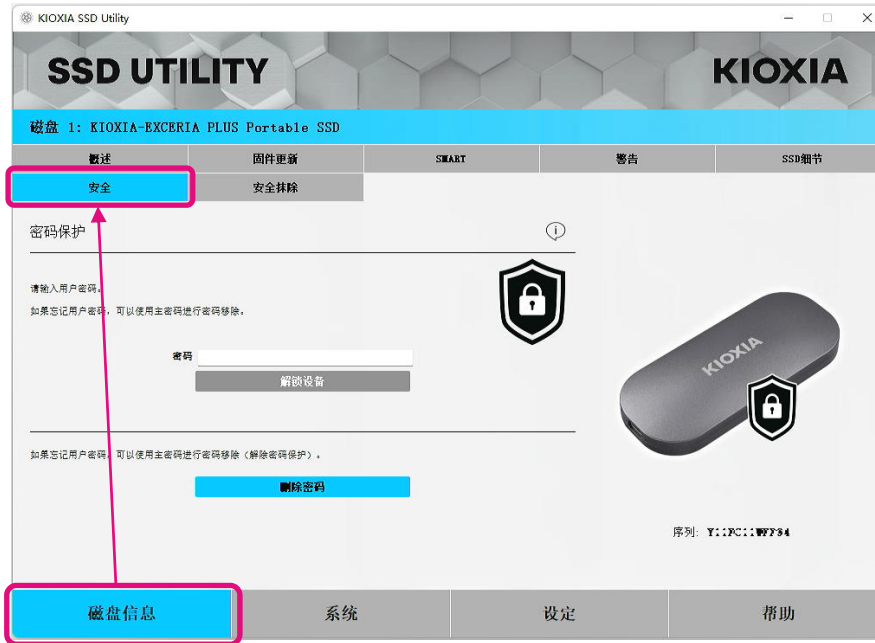 KIOXIA SSD Utility
SSD UTILITY
KIOXIA
磁盘 1: KIOXIA-EXCERIA PLUS Portable SSD
概述 固件更新 SMART 警告 SSD细节
安全 安全抹除
密码保护
请输入用户密码。
如果忘记用户密码，可以使用主密码进行密码移除。
密码
解锁设备
KIOXIA
如果忘记用户密码，可以使用主密码进行密码移除（解除密码保护）。
删除密码
序列:
磁盘信息 系统 设定 帮助